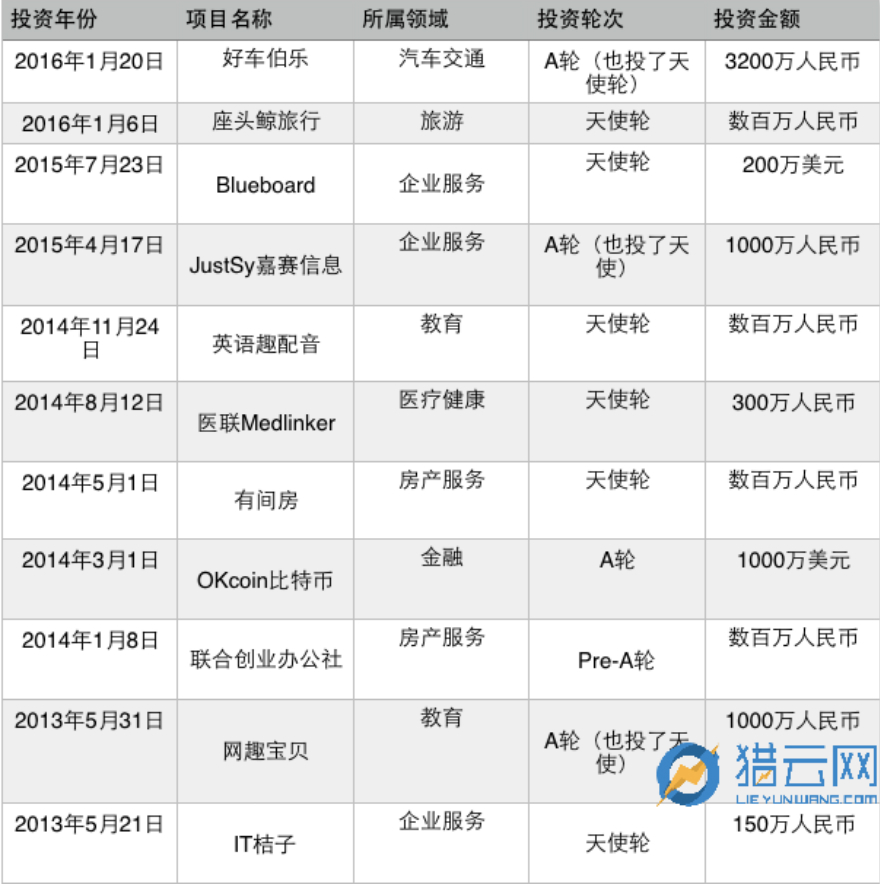 投资年份 项目名称 所属领域 投资轮次 投资金额
2016年1月20日 好车伯乐 汽车交通 A轮（也投了天 3200万人民币
使轮）
2016年1月6日 座头鲸旅行 旅游 天使轮 数百万人民币
2015年7月23日 Blueboard 企业服务 天使轮 200万美元
2015年4月17日 JustSy嘉赛信息 企业服务 A轮（也投了天 1000万人民币
使）
2014年11月24 英语趣配音 教育 天使轮 数百万人民币
日
2014年8月12日 医联Medlinker 医疗健康 天使轮 300万人民币
2014年5月1日 有间房 房产服务 天使轮 数百万人民币
2014年3月1日 OKcoin比特币 金融 A轮 1000万美元
2014年1月8日 联合创业办公社 房产服务 Pre-A轮 数百万人民币
2013年5月31日 网趣宝贝 教育 A轮（也投了天 1000万人民币
使）
猎云网
LIEYUNWANG.COM
2013年5月21日 IT桔子 企业服务 天使轮 150万人民币